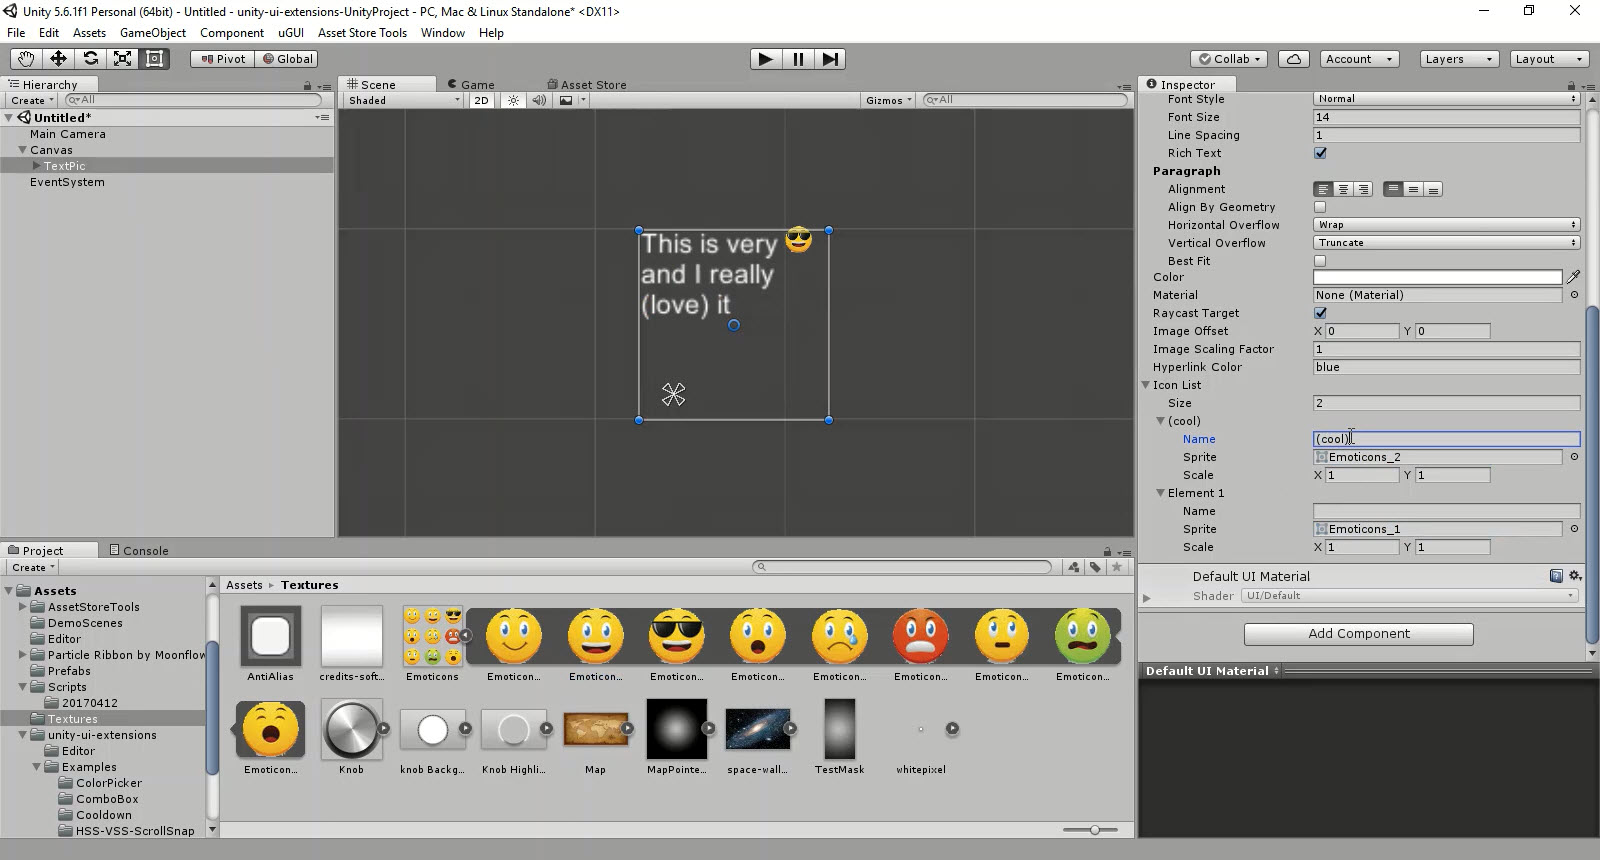 Unity 5.6.1f1 Personal (64bit) - Untitled - unity-ui-extensions-UnityProject - PC, Mac & Linux Standalone* <DX11>
File Edit Assets GameObject Component uGUI Asset Store Tools Window Help
Pivot Global Collab Account Layers Layout
Hierarchy
Create All
Untitled*
Main Camera
Canvas
TextPic
EventSystem
Scene Game Asset Store
Shaded 2D Gizmos All
This is very
and I really
(love) it
Inspector
Font Style Normal
Font Size 14
Line Spacing 1
Rich Text
Paragraph
Alignment
Align By Geometry
Horizontal Overflow Wrap
Vertical Overflow Truncate
Best Fit
Color
Material None (Material)
Raycast Target
Image Offset X 0 Y 0
Image Scaling Factor 1
Hyperlink Color blue
Icon List
Size 2
(cool)
Name (cool)
Sprite Emoticons_2
Scale X 1 Y 1
Element 1
Name
Sprite Emoticons_1
Scale X 1 Y 1
Default UI Material
Shader UI/Default
Add Component
Default UI Material
Project Console
Create
Assets
AssetStoreTools
DemoScenes
Editor
Particle Ribbon by Moonflow
Prefabs
Scripts
20170412
Textures
unity-ui-extensions
Editor
Examples
ColorPicker
ComboBox
Cooldown
HSS-VSS-ScrollSnap
Assets Textures
AntiAlias credits-soft... Emoticons Emoticon... Emoticon... Emoticon... Emoticon... Emoticon... Emoticon... Emoticon... Emoticon...
Emoticon... Knob knob Backg... Knob Highli... Map MapPointe... space-wall... TestMask whitepixel